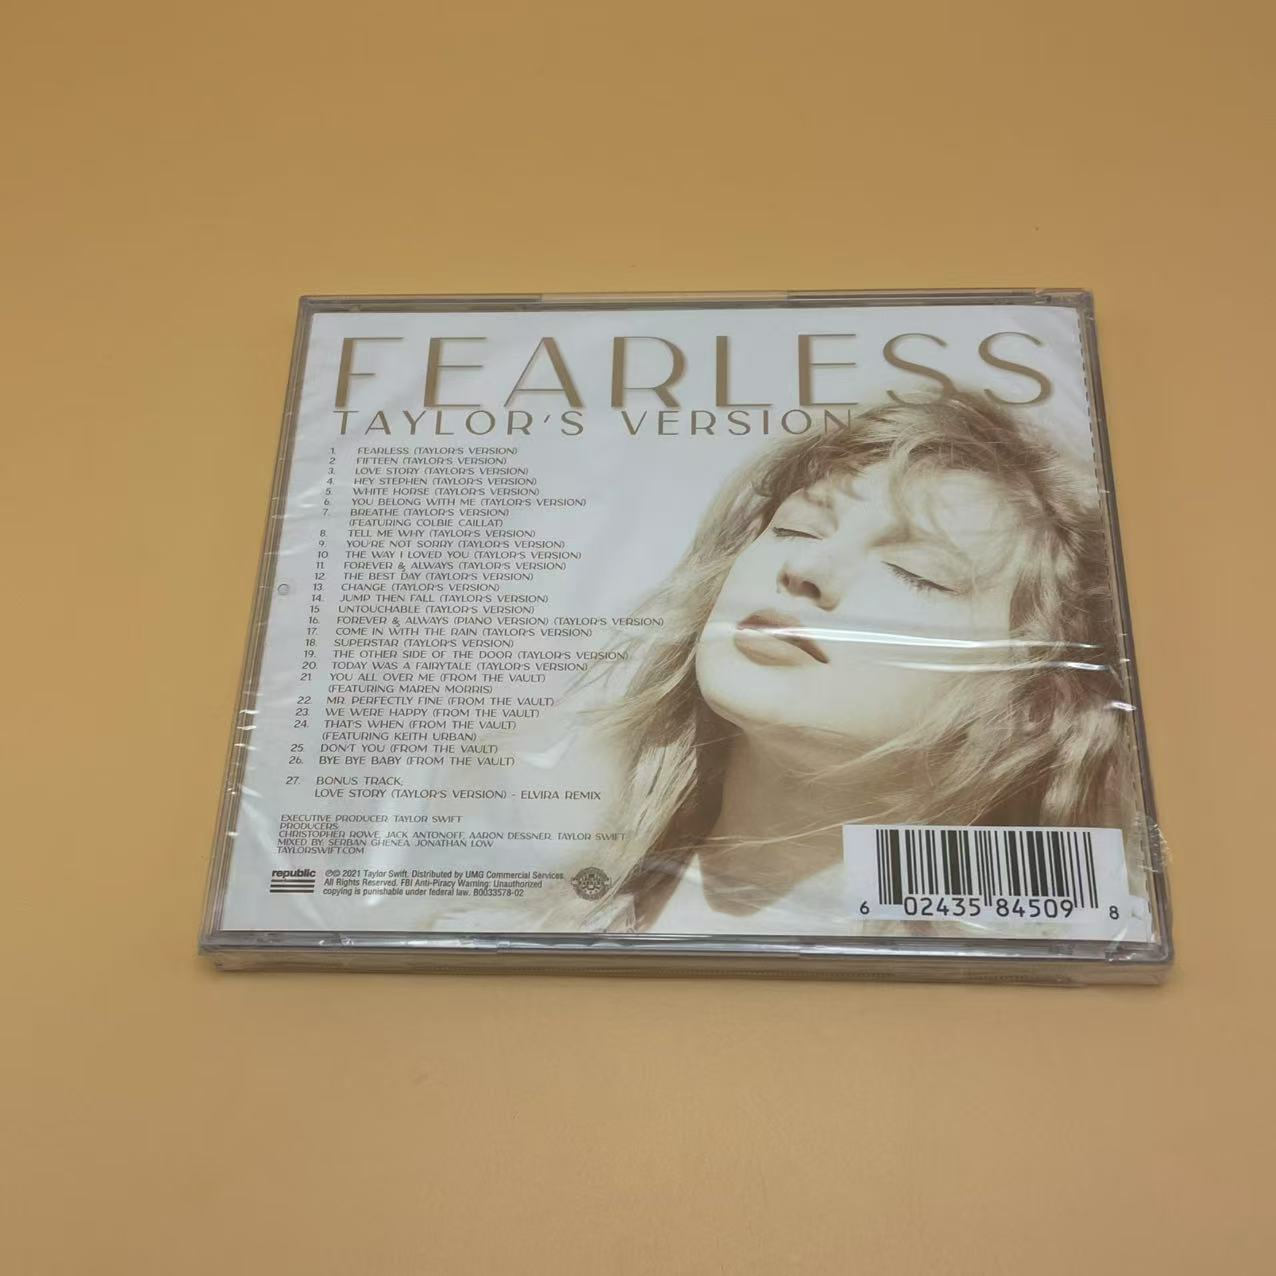 FEARLESS
TAYLOR'S VERSION
1. FEARLESS (TAYLOR'S VERSION)
2. FIFTEEN (TAYLOR'S VERSION)
3. LOVE STORY (TAYLOR'S VERSION)
4. HEY STEPHEN (TAYLOR'S VERSION)
5. WHITE HORSE (TAYLOR'S VERSION)
6. YOU BELONG WITH ME (TAYLOR'S VERSION)
7. BREATHE (TAYLOR'S VERSION)
(FEATURING COLBIE CAILLAT)
8. TELL ME WHY (TAYLOR'S VERSION)
9. YOU'RE NOT SORRY (TAYLOR'S VERSION)
10. THE WAY I LOVED YOU (TAYLOR'S VERSION)
11. FOREVER & ALWAYS (TAYLOR'S VERSION)
12. THE BEST DAY (TAYLOR'S VERSION)
13. CHANGE (TAYLOR'S VERSION)
14. JUMP THEN FALL (TAYLOR'S VERSION)
15. UNTOUCHABLE (TAYLOR'S VERSION)
16. FOREVER & ALWAYS (PIANO VERSION) (TAYLOR'S VERSION)
17. COME IN WITH THE RAIN (TAYLOR'S VERSION)
18. SUPERSTAR (TAYLOR'S VERSION)
19. THE OTHER SIDE OF THE DOOR (TAYLOR'S VERSION)
20. TODAY WAS A FAIRYTALE (TAYLOR'S VERSION)
21. YOU ALL OVER ME (FROM THE VAULT)
(FEATURING MAREN MORRIS)
22. MR. PERFECTLY FINE (FROM THE VAULT)
23. WE WERE HAPPY (FROM THE VAULT)
24. THAT'S WHEN (FROM THE VAULT)
(FEATURING KEITH URBAN)
25. DON'T YOU (FROM THE VAULT)
26. BYE BYE BABY (FROM THE VAULT)
27. BONUS TRACK:
LOVE STORY (TAYLOR'S VERSION) - ELVIRA REMIX
EXECUTIVE PRODUCER: TAYLOR SWIFT
PRODUCERS:
CHRISTOPHER ROWE, JACK ANTONOFF, AARON DESSNER, TAYLOR SWIFT
MIXED BY: SERBAN GHENEA, JONATHAN LOW
TAYLORSWIFT.COM
republic
℗© 2021 Taylor Swift. Distributed by UMG Commercial Services.
All Rights Reserved. FBI Anti-Piracy Warning: Unauthorized
copying is punishable under federal law. B0033578-02
6 02435 84509 8